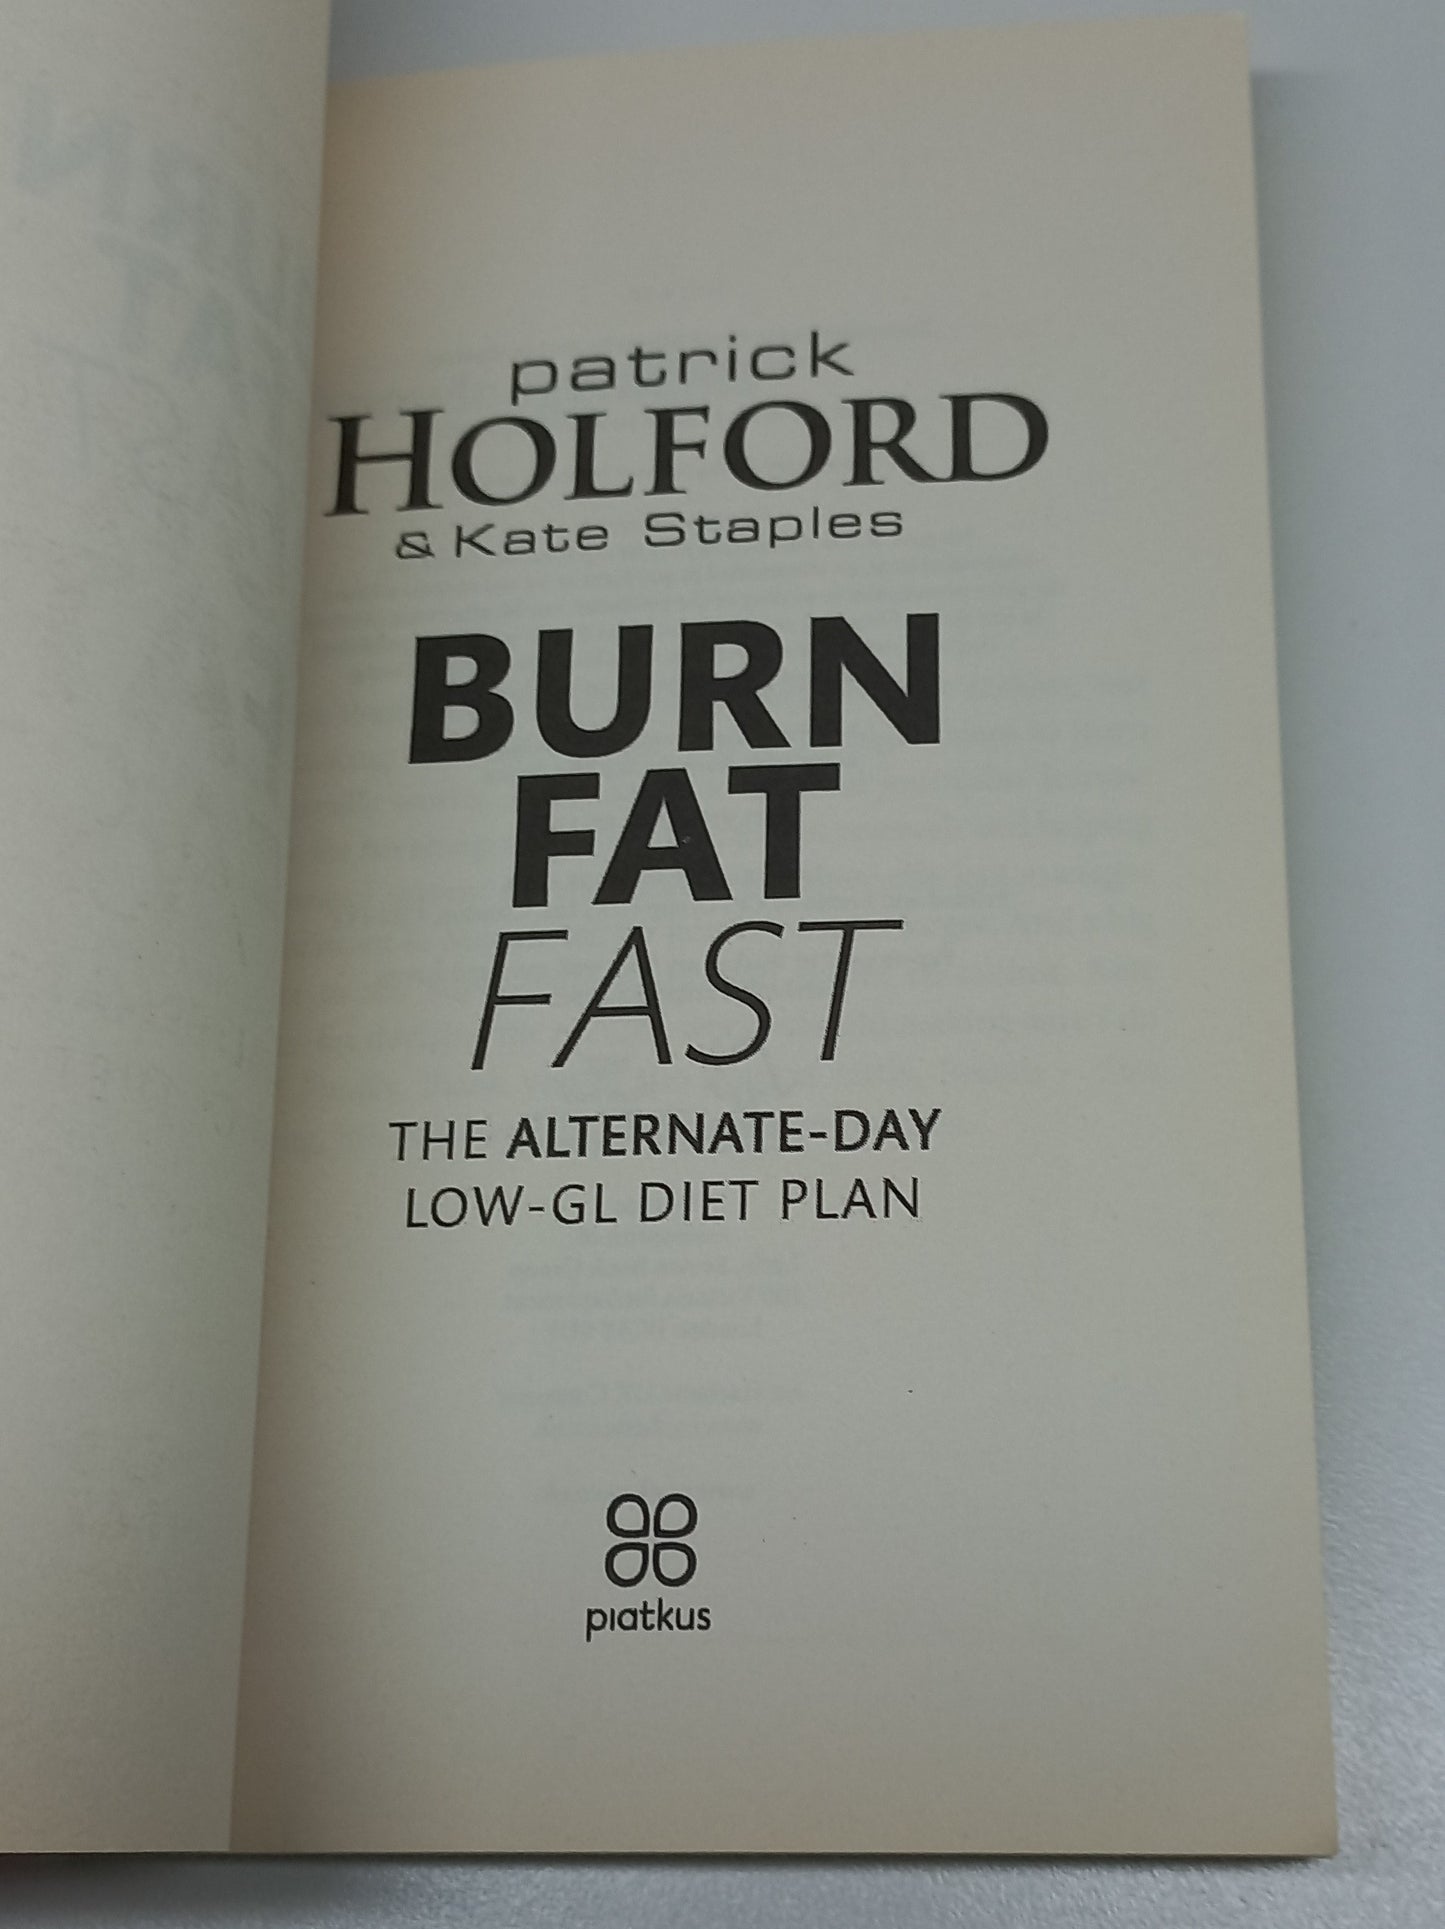 patrick
HOLFORD
& Kate Staples
BURN
FAT
FAST
THE ALTERNATE-DAY
LOW-GL DIET PLAN
piatkus